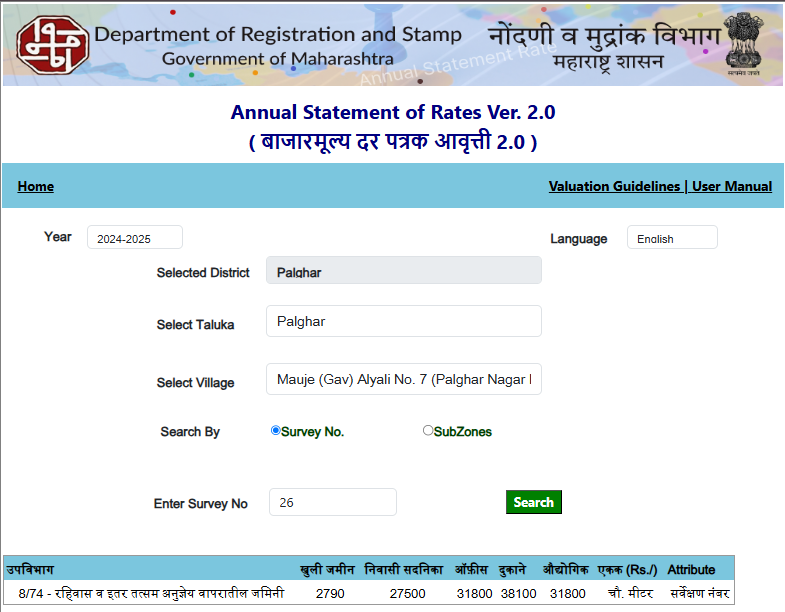 Department of Registration and Stamp
Government of Maharashtra
नोंदणी व मुद्रांक विभाग
महाराष्ट्र शासन
सत्यमेव जयते
Annual Statement Rate
Annual Statement of Rates Ver. 2.0
( बाजारमूल्य दर पत्रक आवृत्ती 2.0 )
Home Valuation Guidelines | User Manual
Year 2024-2025 Language English
Selected District Palghar
Select Taluka Palghar
Select Village Mauje (Gav) Alyali No. 7 (Palghar Nagar
Search By Survey No. SubZones
Enter Survey No 26 Search
उपविभाग खुली जमीन निवासी सदनिका ऑफ़ीस दुकाने औद्योगिक एकक (Rs./) Attribute
8/74 - रहिवास व इतर तत्सम अनुज्ञेय वापरातील जमिनी 2790 27500 31800 38100 31800 चौ. मीटर सर्वेक्षण नंबर